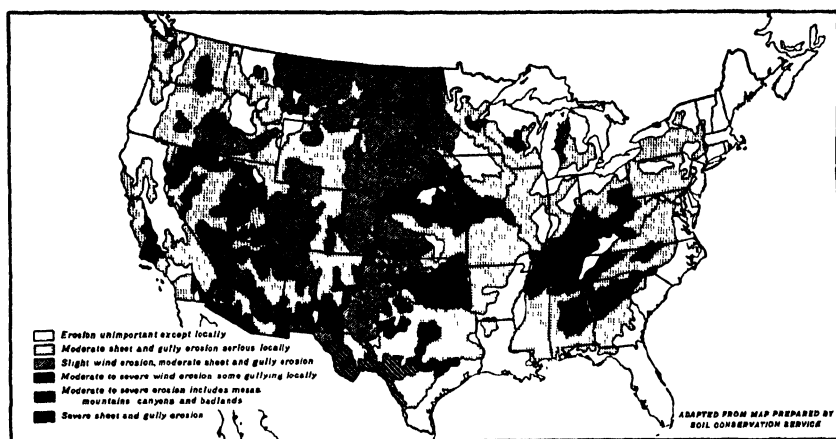 Erosion unimportant except locally
Moderate sheet and gully erosion serious locally
Slight wind erosion, moderate sheet and gully erosion
Moderate to severe wind erosion some gullying locally
Moderate to severe erosion includes mesas
mountains canyons and badlands
Severe sheet and gully erosion
ADAPTED FROM MAP PREPARED BY
SOIL CONSERVATION SERVICE